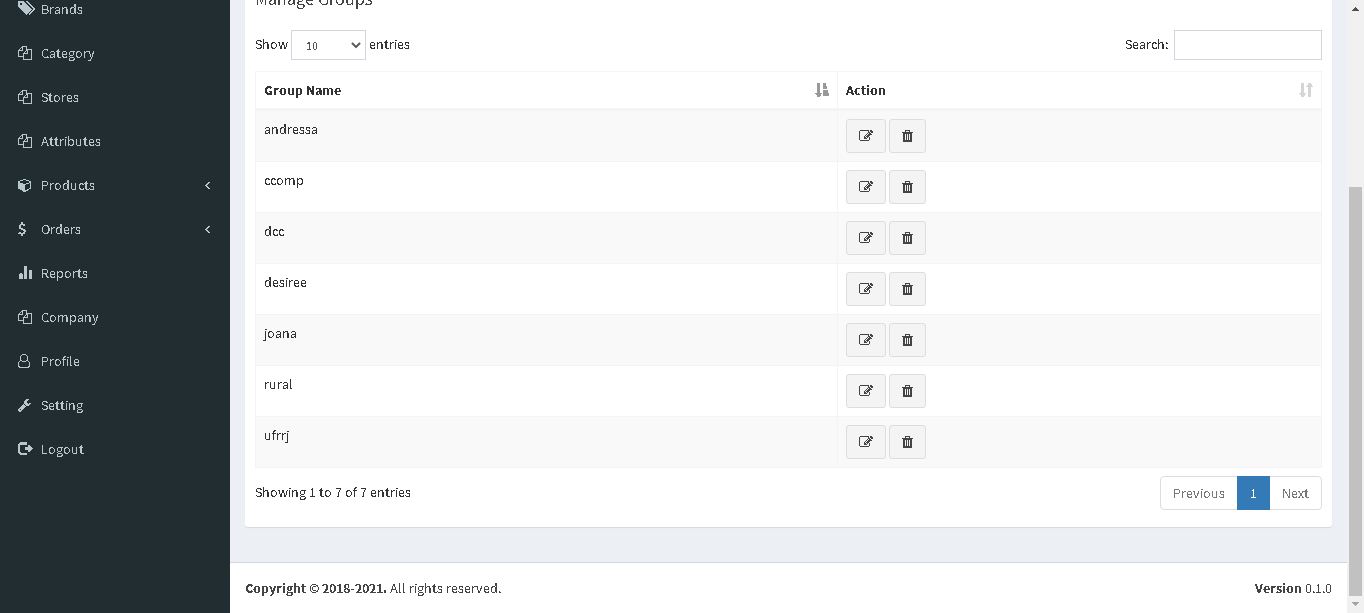 Brands
Category
Stores
Attributes
Products
Orders
Reports
Company
Profile
Setting
Logout
Manage Groups
Show 10 entries
Search:
Group Name Action
andressa
ccomp
dcc
desiree
joana
rural
ufrrj
Showing 1 to 7 of 7 entries
Previous 1 Next
Copyright © 2018-2021. All rights reserved.
Version 0.1.0